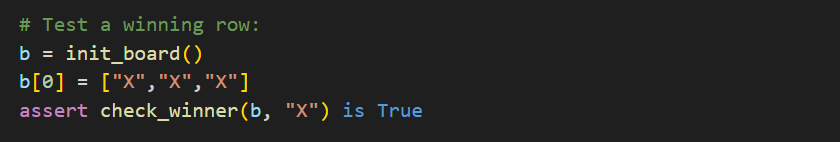 # Test a winning row:
b = init_board()
b[0] = ["X","X","X"]
assert check_winner(b, "X") is True